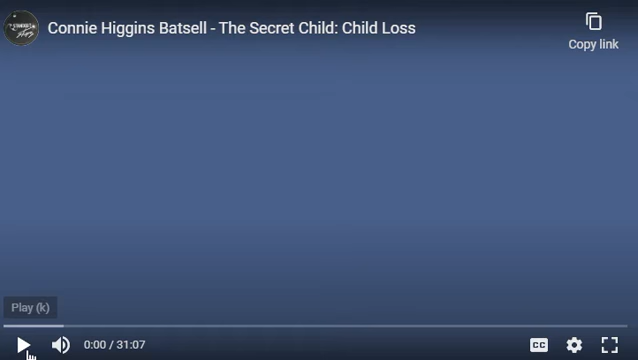 Connie Higgins Batsell - The Secret Child: Child Loss
Copy link
Play (k)
0:00 / 31:07
CC